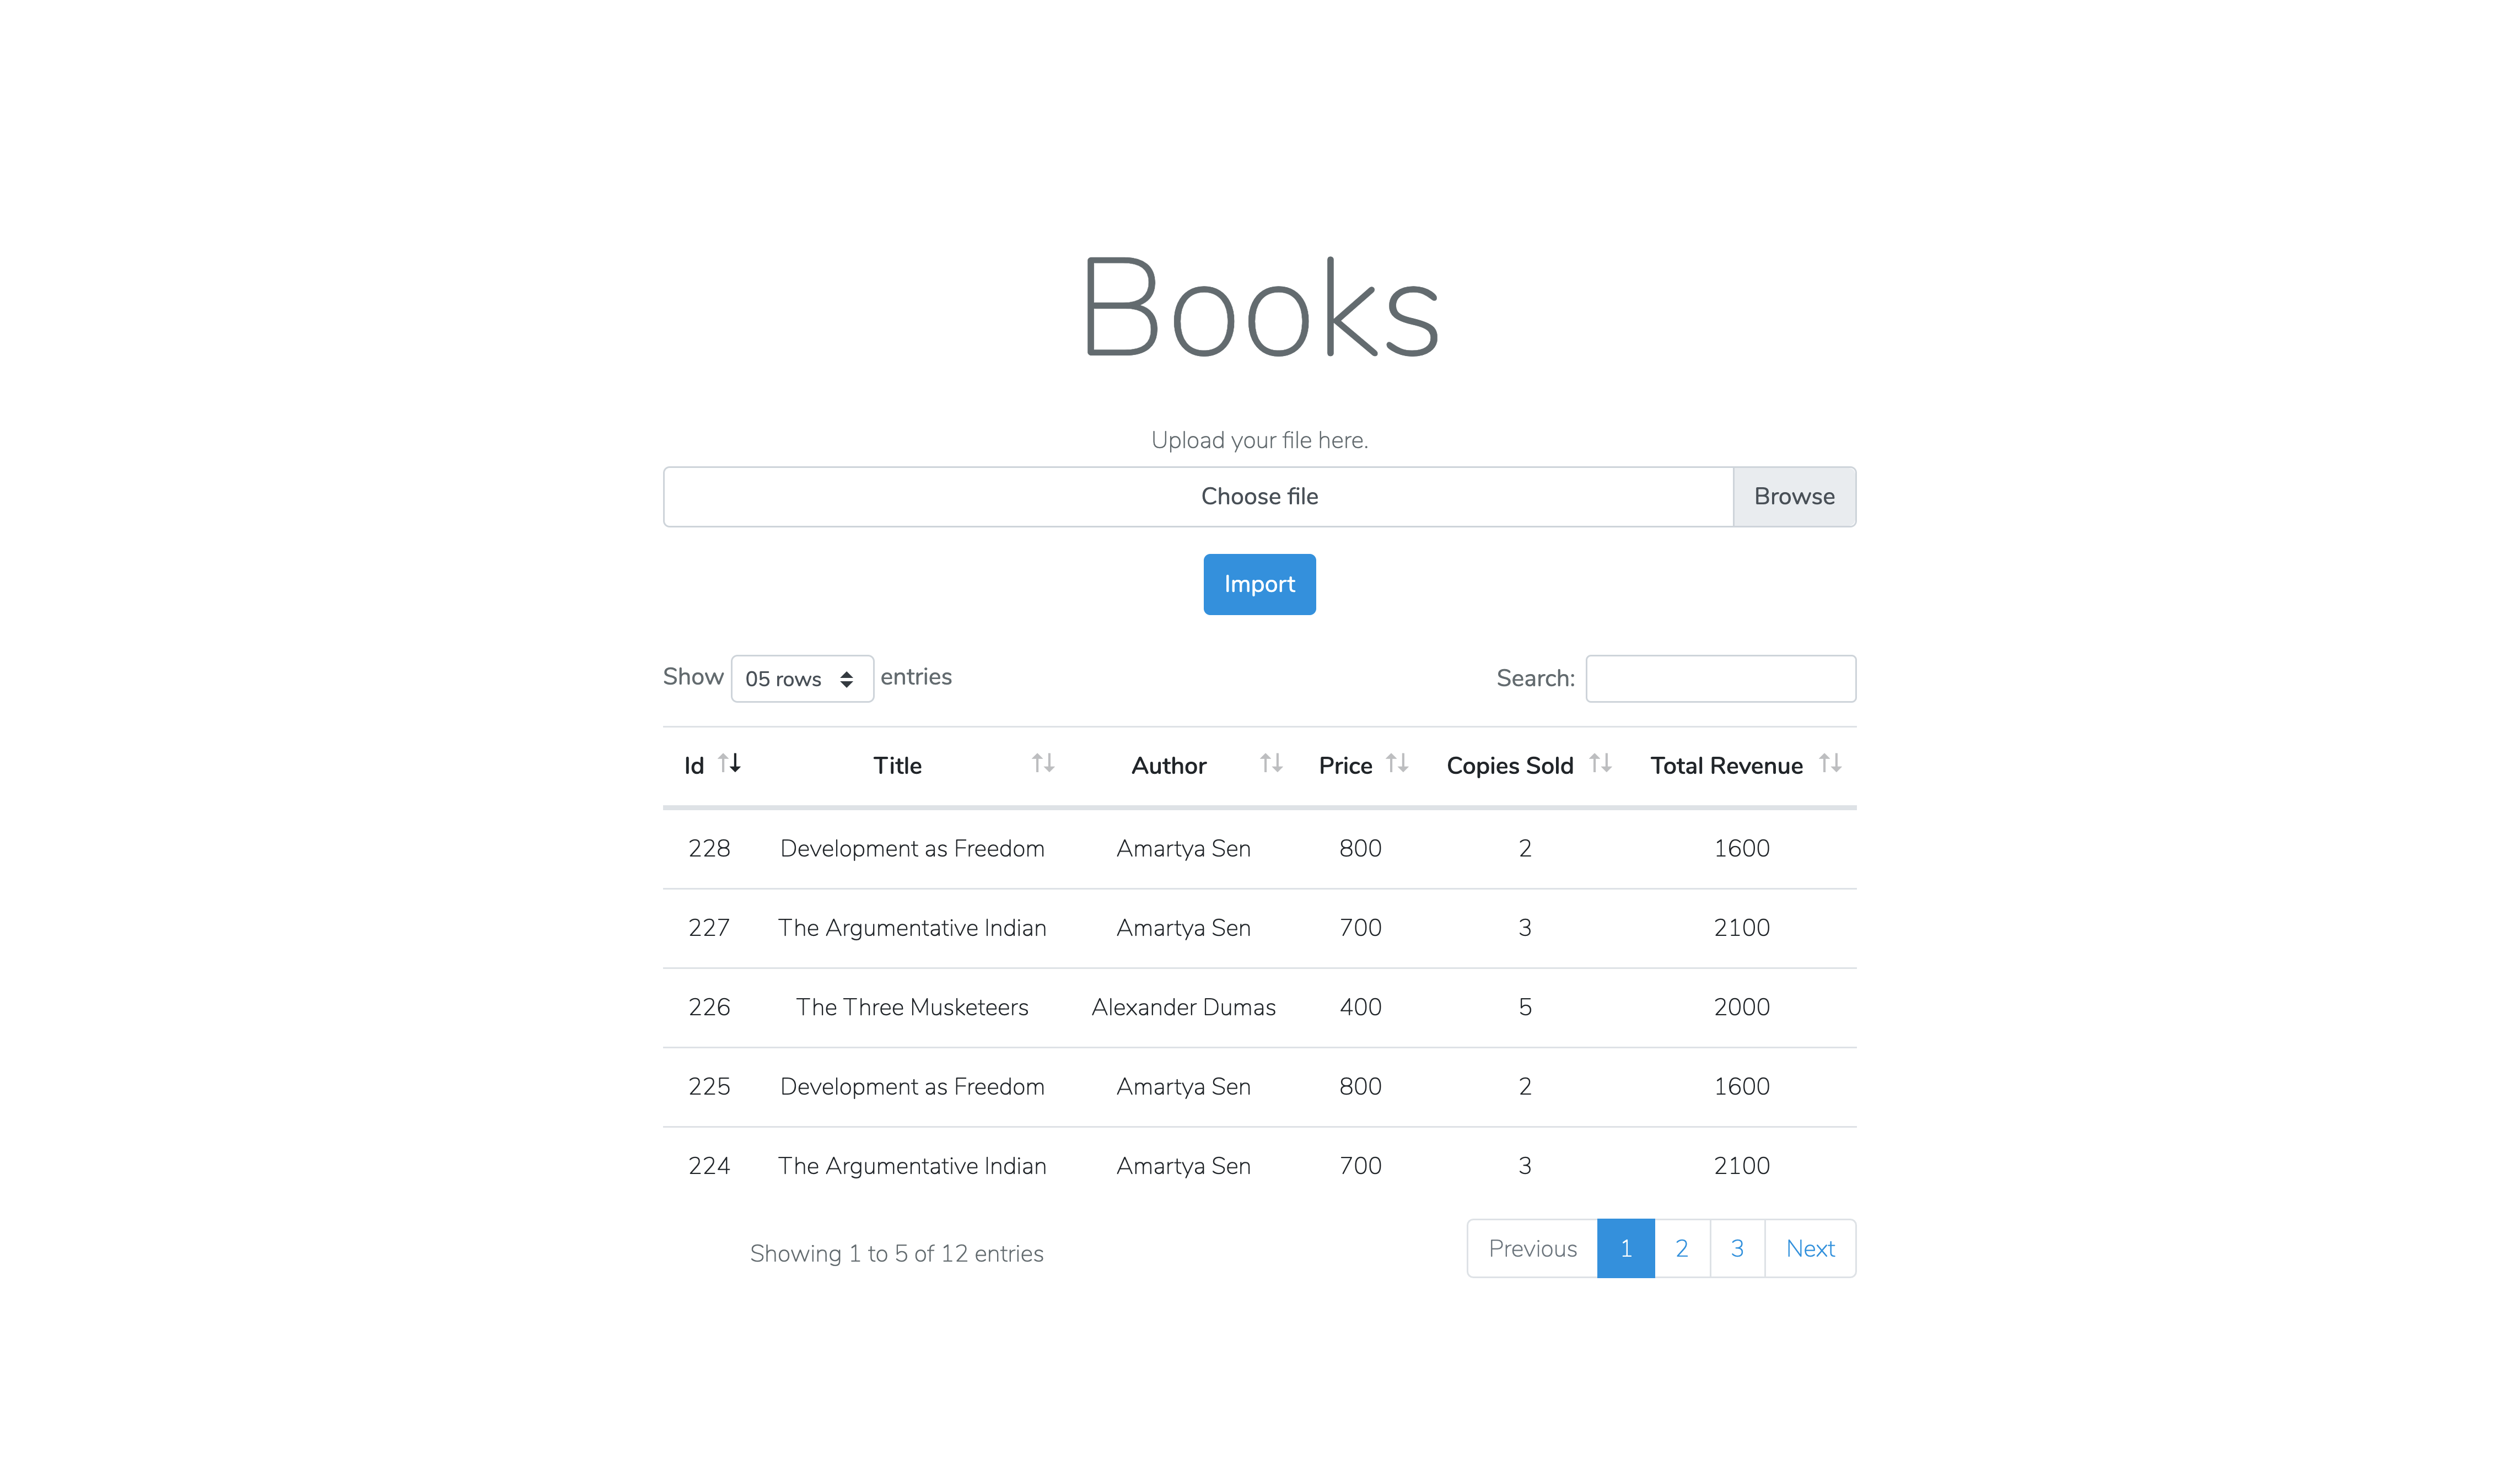 Books
Upload your file here.
Choose file Browse
Import
Show 05 rows entries Search:
Id Title Author Price Copies Sold Total Revenue
228 Development as Freedom Amartya Sen 800 2 1600
227 The Argumentative Indian Amartya Sen 700 3 2100
226 The Three Musketeers Alexander Dumas 400 5 2000
225 Development as Freedom Amartya Sen 800 2 1600
224 The Argumentative Indian Amartya Sen 700 3 2100
Showing 1 to 5 of 12 entries Previous 1 2 3 Next